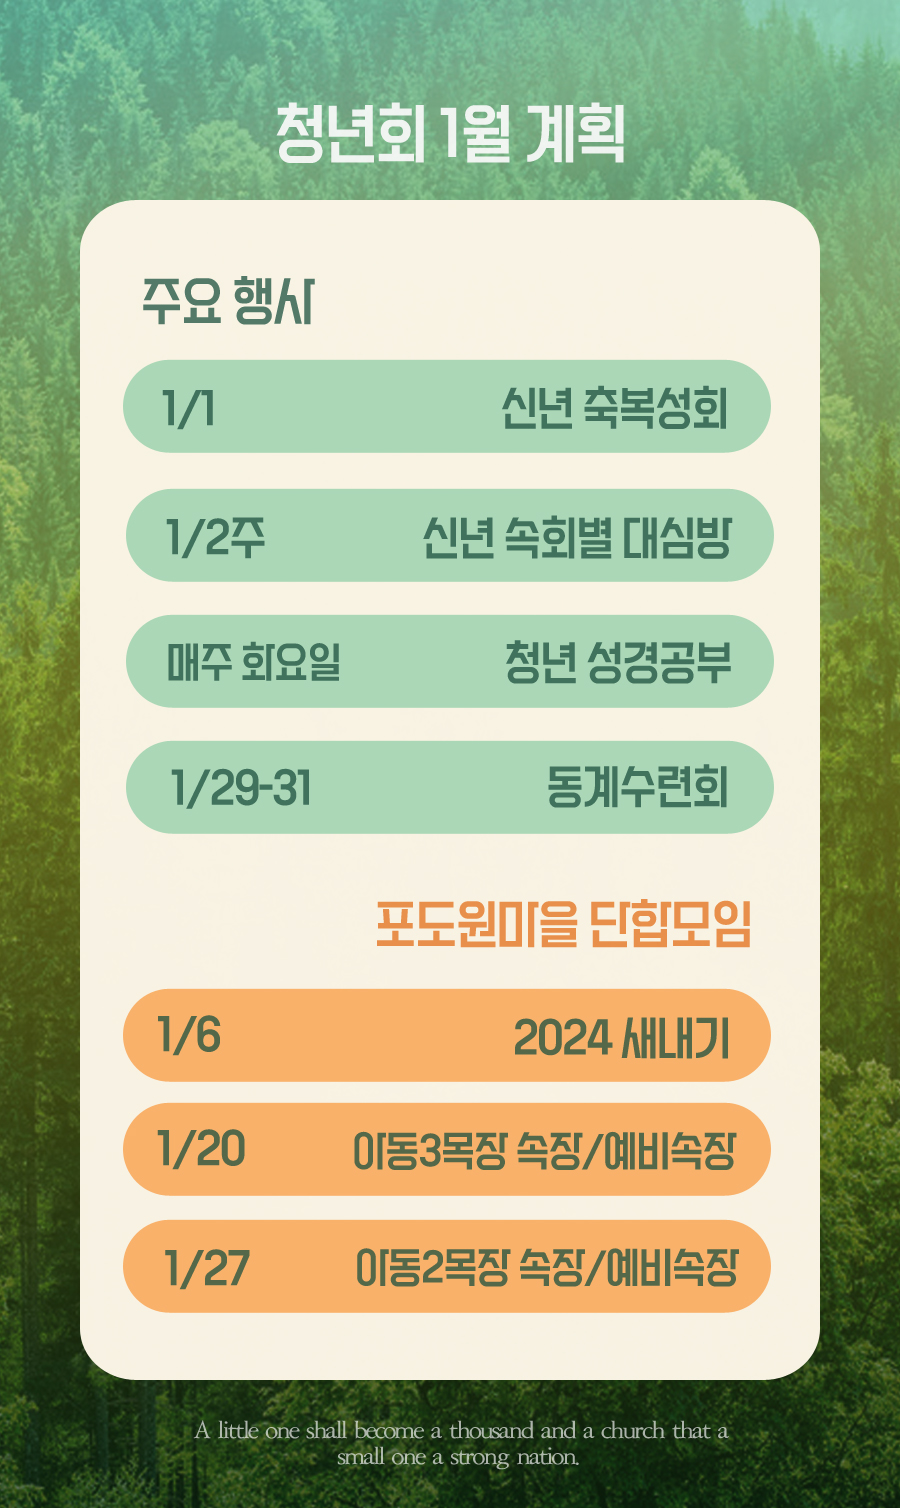 청년회 1월 계획
주요 행사
1/1 신년 축복성회
1/2주 신년 속회별 대심방
매주 화요일 청년 성경공부
1/29-31 동계수련회
포도원마을 단합모임
1/6 2024 새내기
1/20 아동3목장 속장/예비속장
1/27 아동2목장 속장/예비속장
A little one shall become a thousand and a church that a
small one a strong nation.